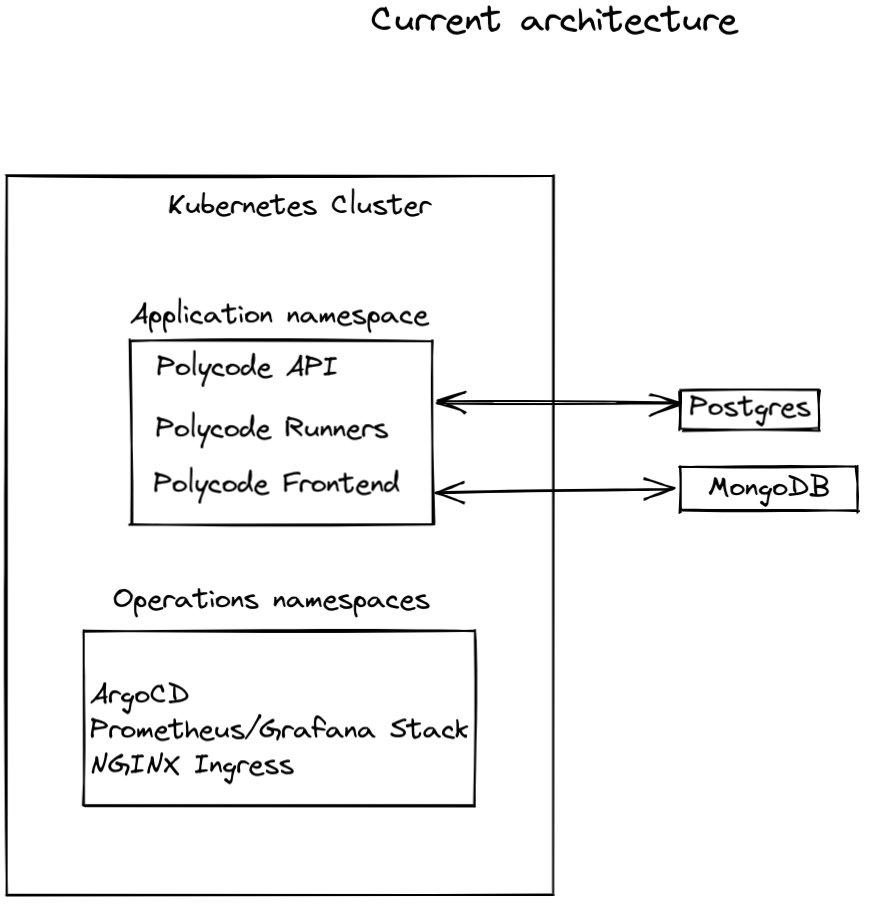 Current architecture
Kubernetes Cluster
Application namespace
Polycode API
Polycode Runners
Polycode Frontend
Postgres
MongoDB
Operations namespaces
ArgoCD
Prometheus/Grafana Stack
NGINX Ingress